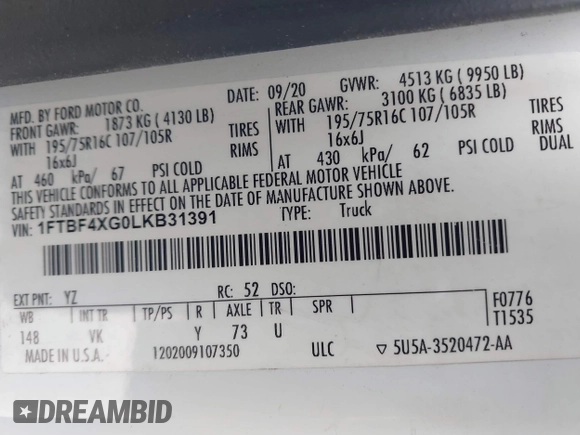 MFD. BY FORD MOTOR CO.
DATE: 09/20 GVWR: 4513 KG ( 9950 LB)
FRONT GAWR: 1873 KG ( 4130 LB) REAR GAWR: 3100 KG ( 6835 LB)
WITH 195/75R16C 107/105R TIRES WITH 195/75R16C 107/105R TIRES
16x6J RIMS 16x6J RIMS
AT 460 kPa/ 67 PSI COLD AT 430 kPa/ 62 PSI COLD DUAL
THIS VEHICLE CONFORMS TO ALL APPLICABLE FEDERAL MOTOR VEHICLE
SAFETY STANDARDS IN EFFECT ON THE DATE OF MANUFACTURE SHOWN ABOVE.
VIN: 1FTBF4XG0LKB31391 TYPE: Truck
EXT PNT: YZ RC: 52 DSO:
WB INT TR TP/PS R AXLE TR SPR F0776
148 VK Y 73 U T1535
MADE IN U.S.A. 1202009107350 ULC ▽ 5U5A-3520472-AA
DREAMBID